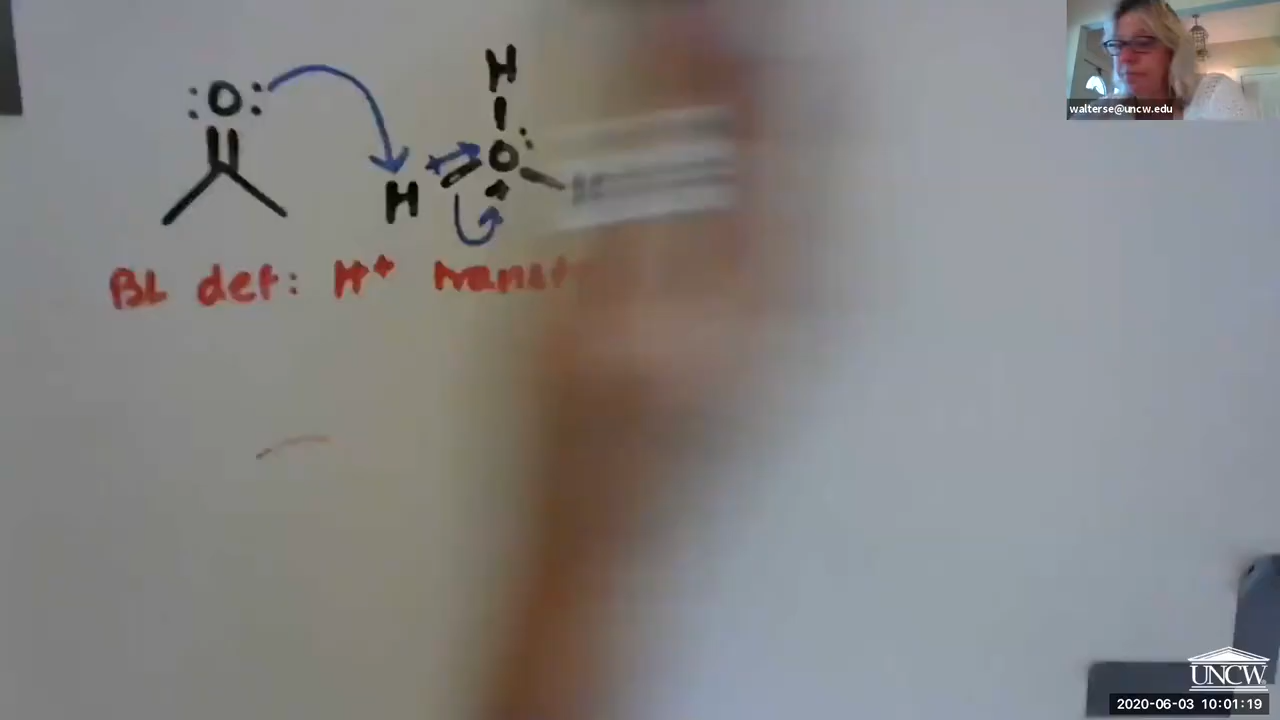 H
:O:
O:
H
BL def: H+
walterse@uncw.edu
UNCW
2020-06-03 10:01:19